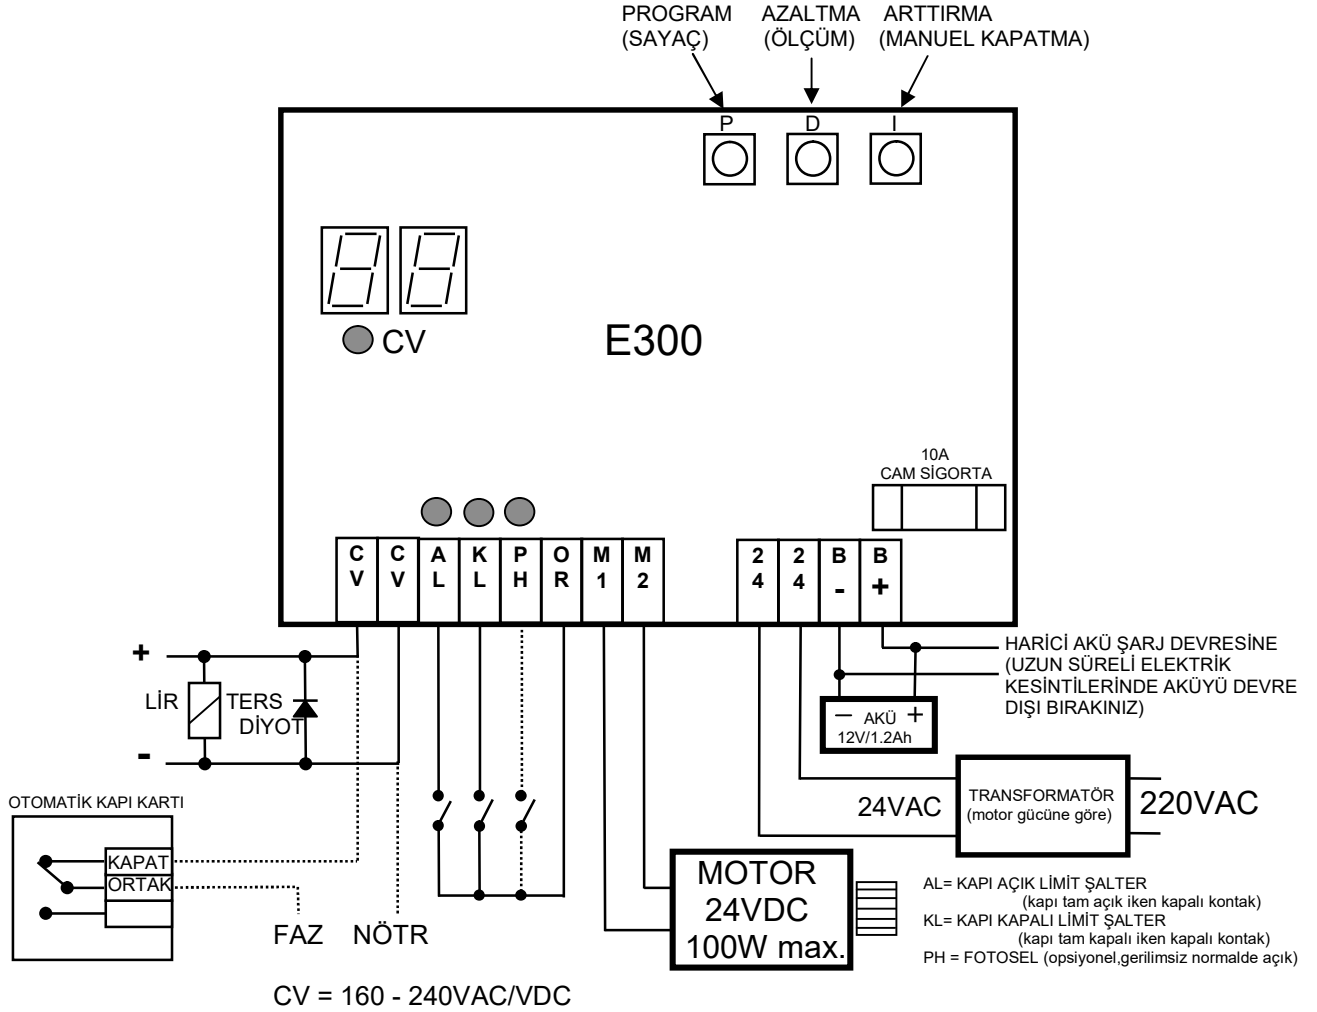 PROGRAM
(SAYAÇ)
AZALTMA
(ÖLÇÜM)
ARTTIRMA
(MANUEL KAPATMA)
P
D
I
CV
E300
10A
CAM SİGORTA
C
V
C
V
A
L
K
L
P
H
O
R
M
1
M
2
2
4
2
4
B
-
B
+
+
LİR
TERS
DİYOT
-
HARİCİ AKÜ ŞARJ DEVRESİNE
(UZUN SÜRELİ ELEKTRİK
KESİNTİLERİNDE AKÜYÜ DEVRE
DIŞI BIRAKINIZ)
— AKÜ +
12V/1.2Ah
OTOMATİK KAPI KARTI
KAPAT
ORTAK
FAZ
NÖTR
24VAC
TRANSFORMATÖR
(motor gücüne göre)
220VAC
MOTOR
24VDC
100W max.
AL= KAPI AÇIK LİMİT ŞALTER
(kapı tam açık iken kapalı kontak)
KL= KAPI KAPALI LİMİT ŞALTER
(kapı tam kapalı iken kapalı kontak)
PH = FOTOSEL (opsiyonel,gerilimsiz normalde açık)
CV = 160 - 240VAC/VDC